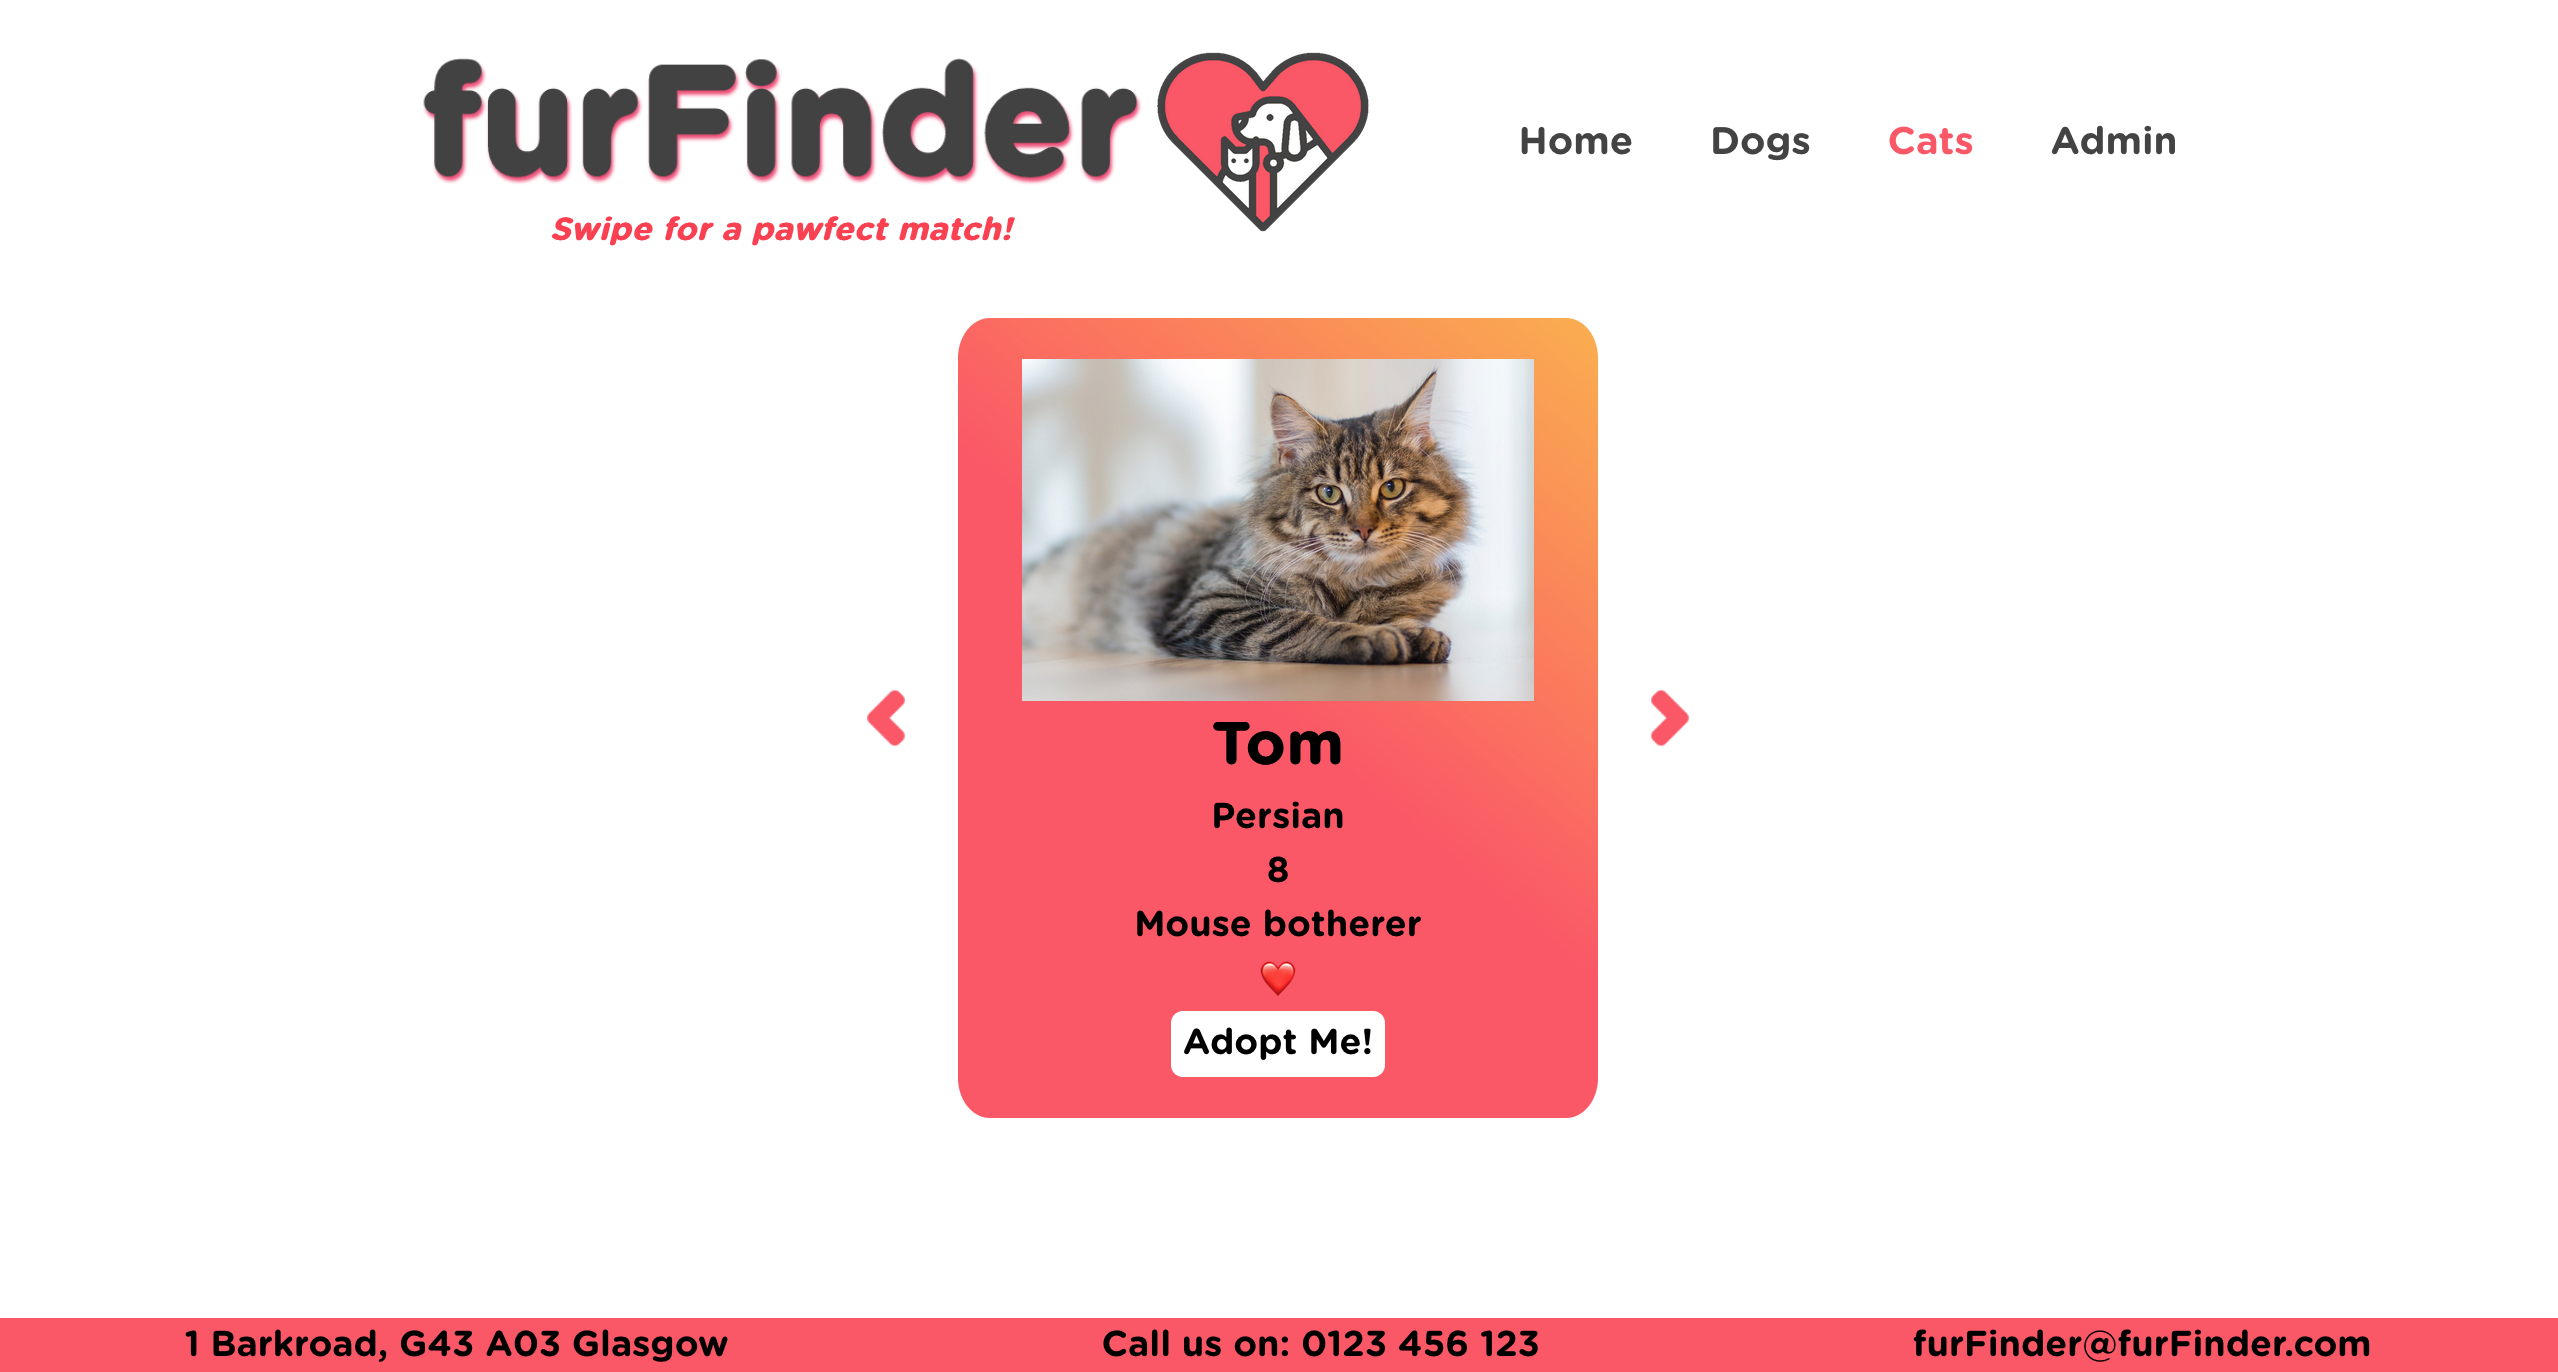 furFinder
Swipe for a pawfect match!
Home Dogs Cats Admin
Tom
Persian
8
Mouse botherer
❤️
Adopt Me!
1 Barkroad, G43 A03 Glasgow
Call us on: 0123 456 123
furFinder@furFinder.com